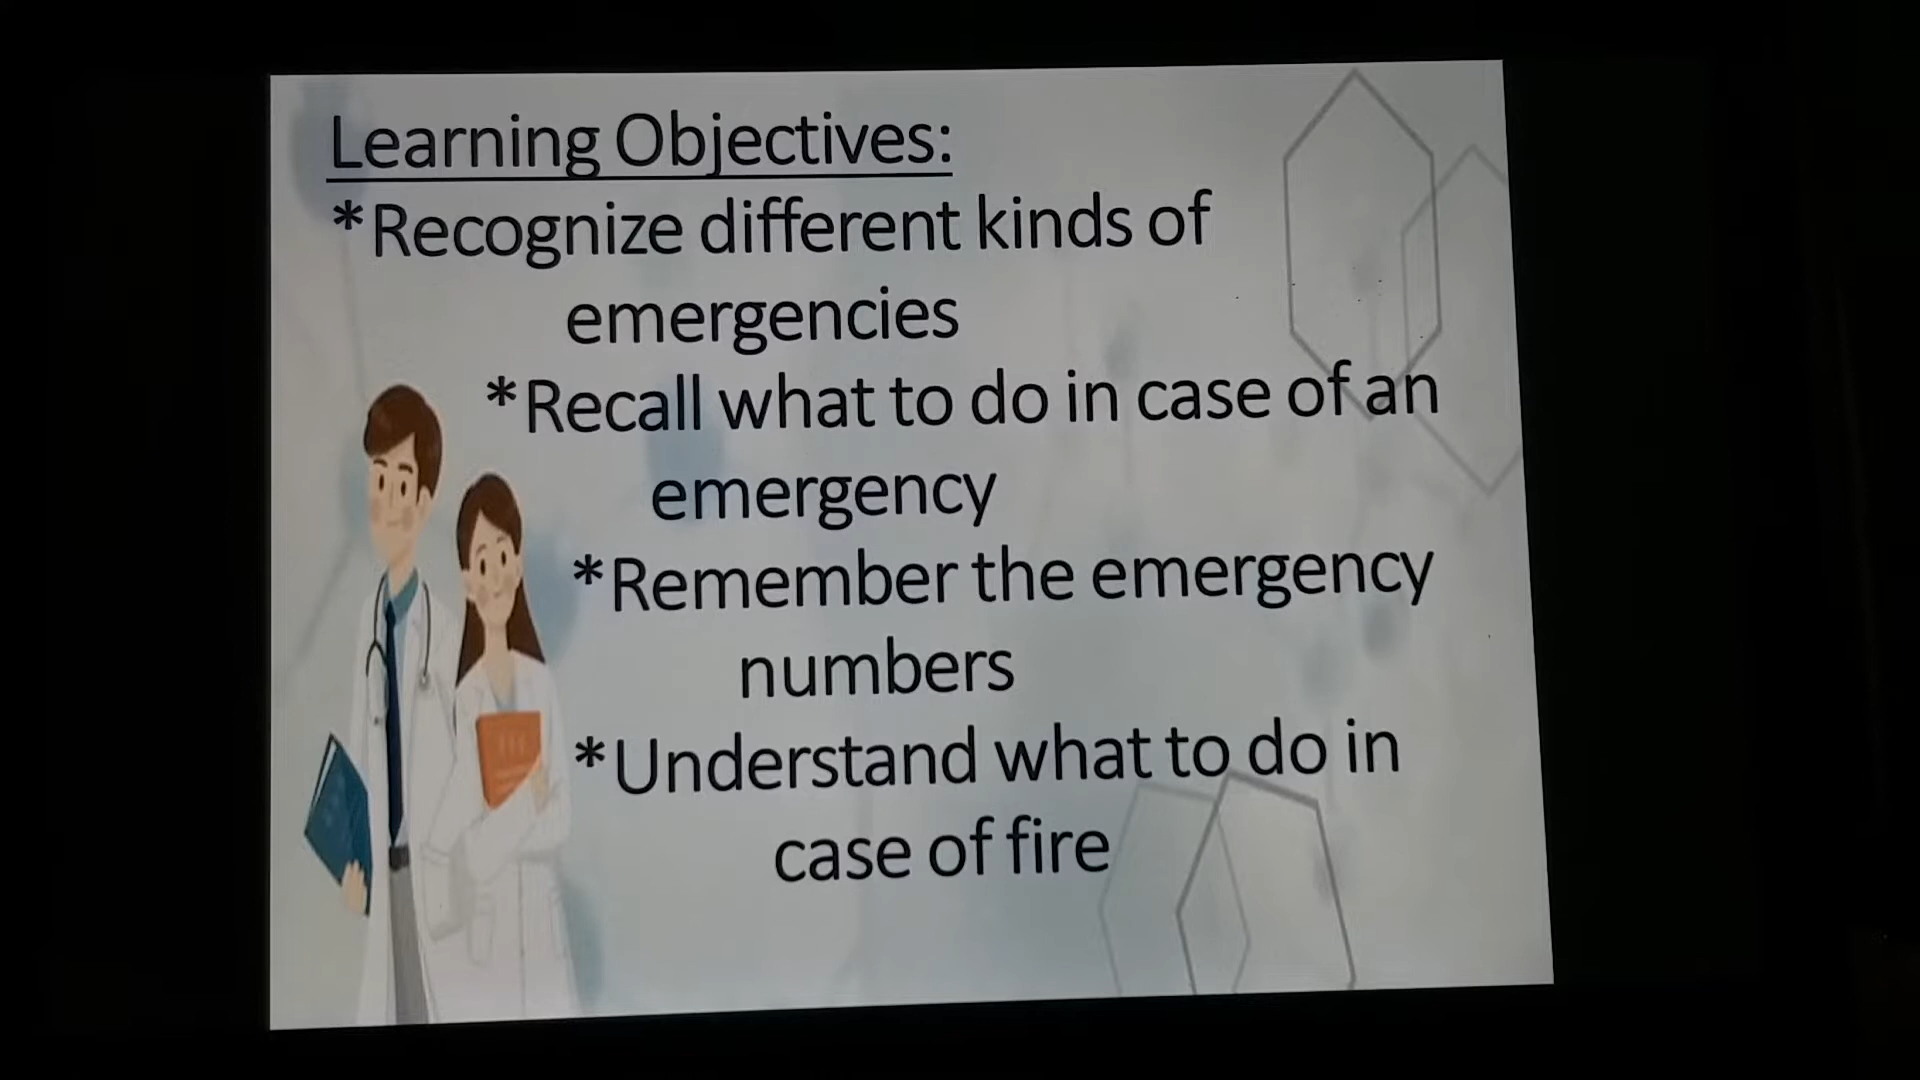 Learning Objectives:
*Recognize different kinds of
emergencies
*Recall what to do in case of an
emergency
*Remember the emergency
numbers
*Understand what to do in
case of fire